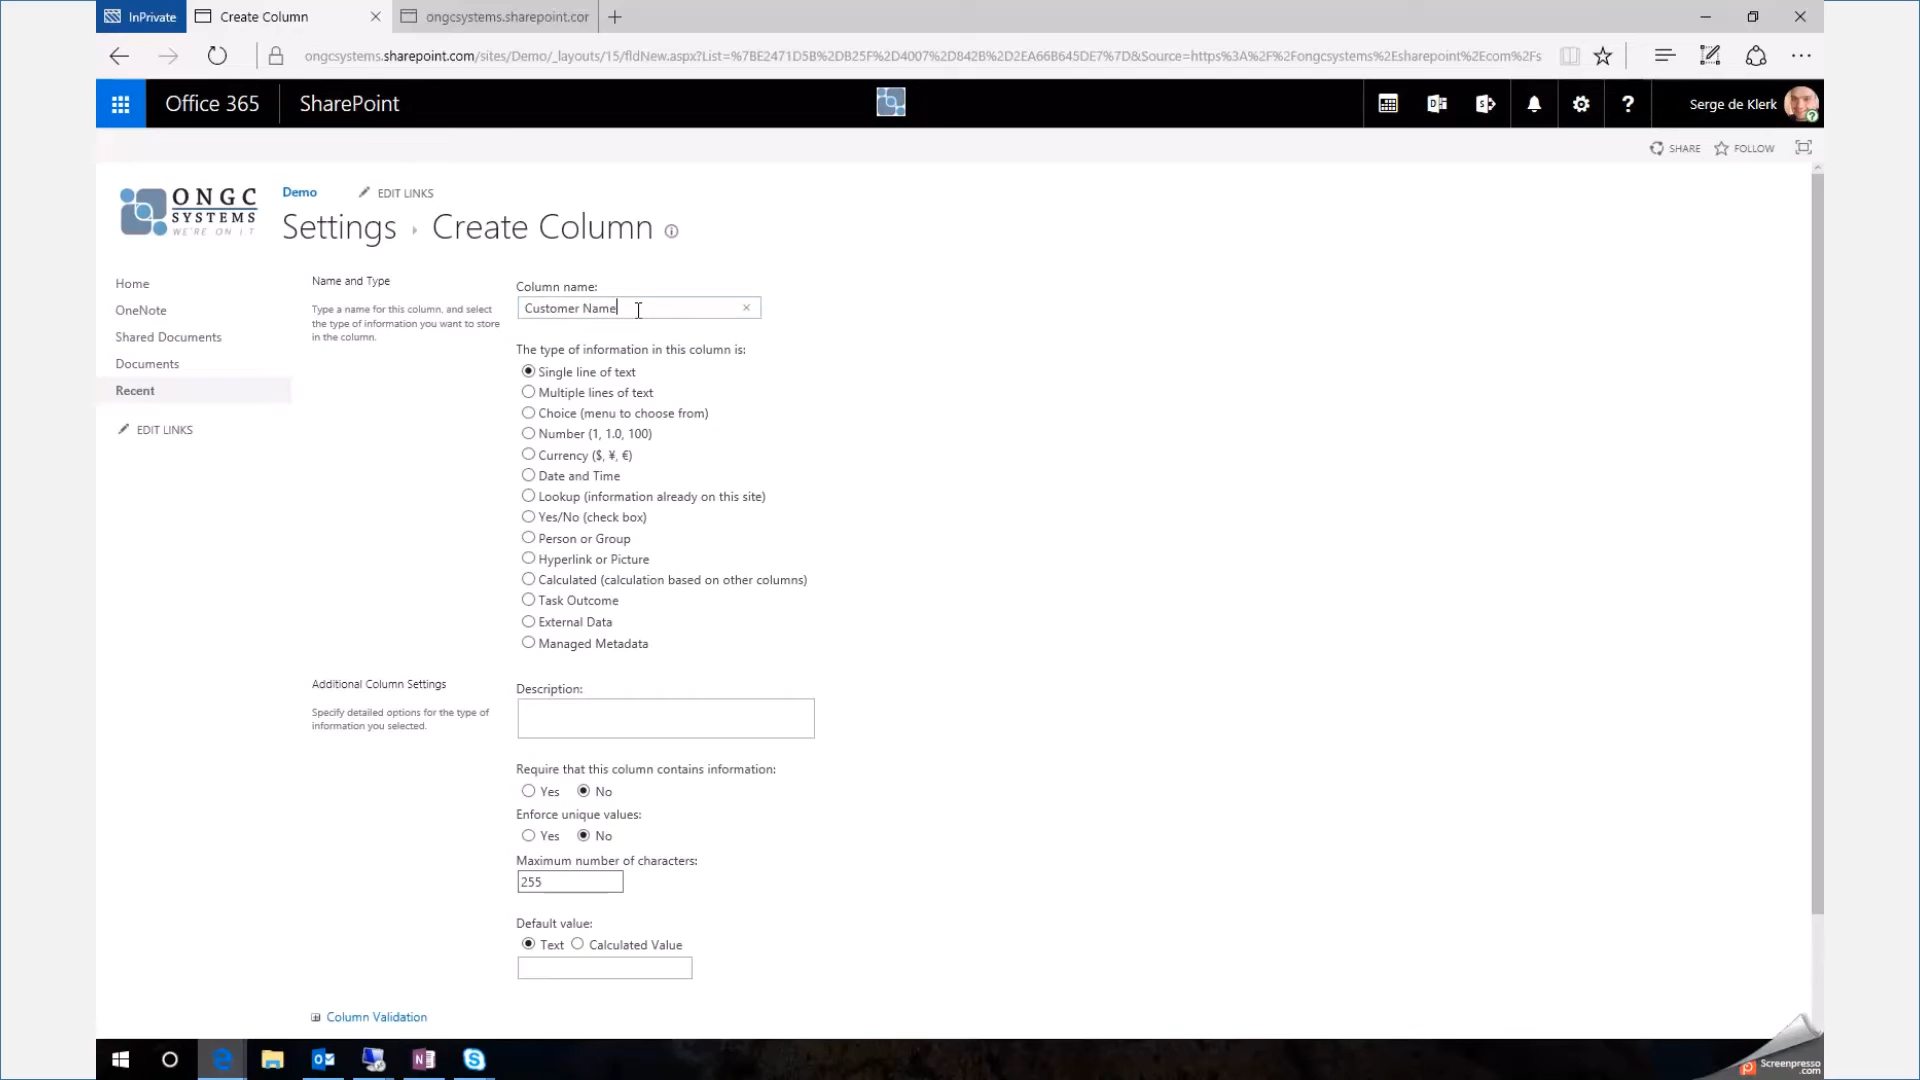 InPrivate
Create Column
ongcsystems.sharepoint.cor
ongcsystems.sharepoint.com/sites/Demo/_layouts/15/fldNew.aspx?List=%7BE2471D5B%2DB25F%2D4007%2D842B%2D2EA66B645DE7%7D&Source=https%3A%2F%2Fongcsystems%2Esharepoint%2Ecom%2Fs
Office 365
SharePoint
Serge de Klerk
SHARE
FOLLOW
ONGC
SYSTEMS
WE'RE ON I.T
Demo
EDIT LINKS
Settings › Create Column
Home
OneNote
Shared Documents
Documents
Recent
EDIT LINKS
Name and Type
Type a name for this column, and select
the type of information you want to store
in the column.
Column name:
Customer Name
The type of information in this column is:
Single line of text
Multiple lines of text
Choice (menu to choose from)
Number (1, 1.0, 100)
Currency ($, ¥, €)
Date and Time
Lookup (information already on this site)
Yes/No (check box)
Person or Group
Hyperlink or Picture
Calculated (calculation based on other columns)
Task Outcome
External Data
Managed Metadata
Additional Column Settings
Specify detailed options for the type of
information you selected.
Description:
Require that this column contains information:
Yes No
Enforce unique values:
Yes No
Maximum number of characters:
255
Default value:
Text Calculated Value
Column Validation
Screenpresso
.com